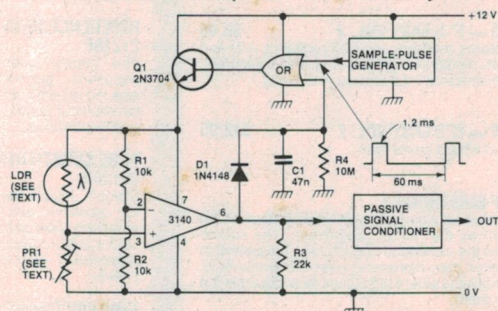 +12 V
Q1
2N3704
OR
SAMPLE-PULSE
GENERATOR
1.2 ms
60 ms
LDR
(SEE
TEXT)
λ
R1
10k
D1
1N4148
C1
47n
R4
10M
2
7
3140
6
3
4
PR1
(SEE
TEXT)
R2
10k
R3
22k
PASSIVE
SIGNAL
CONDITIONER
OUT
0 V